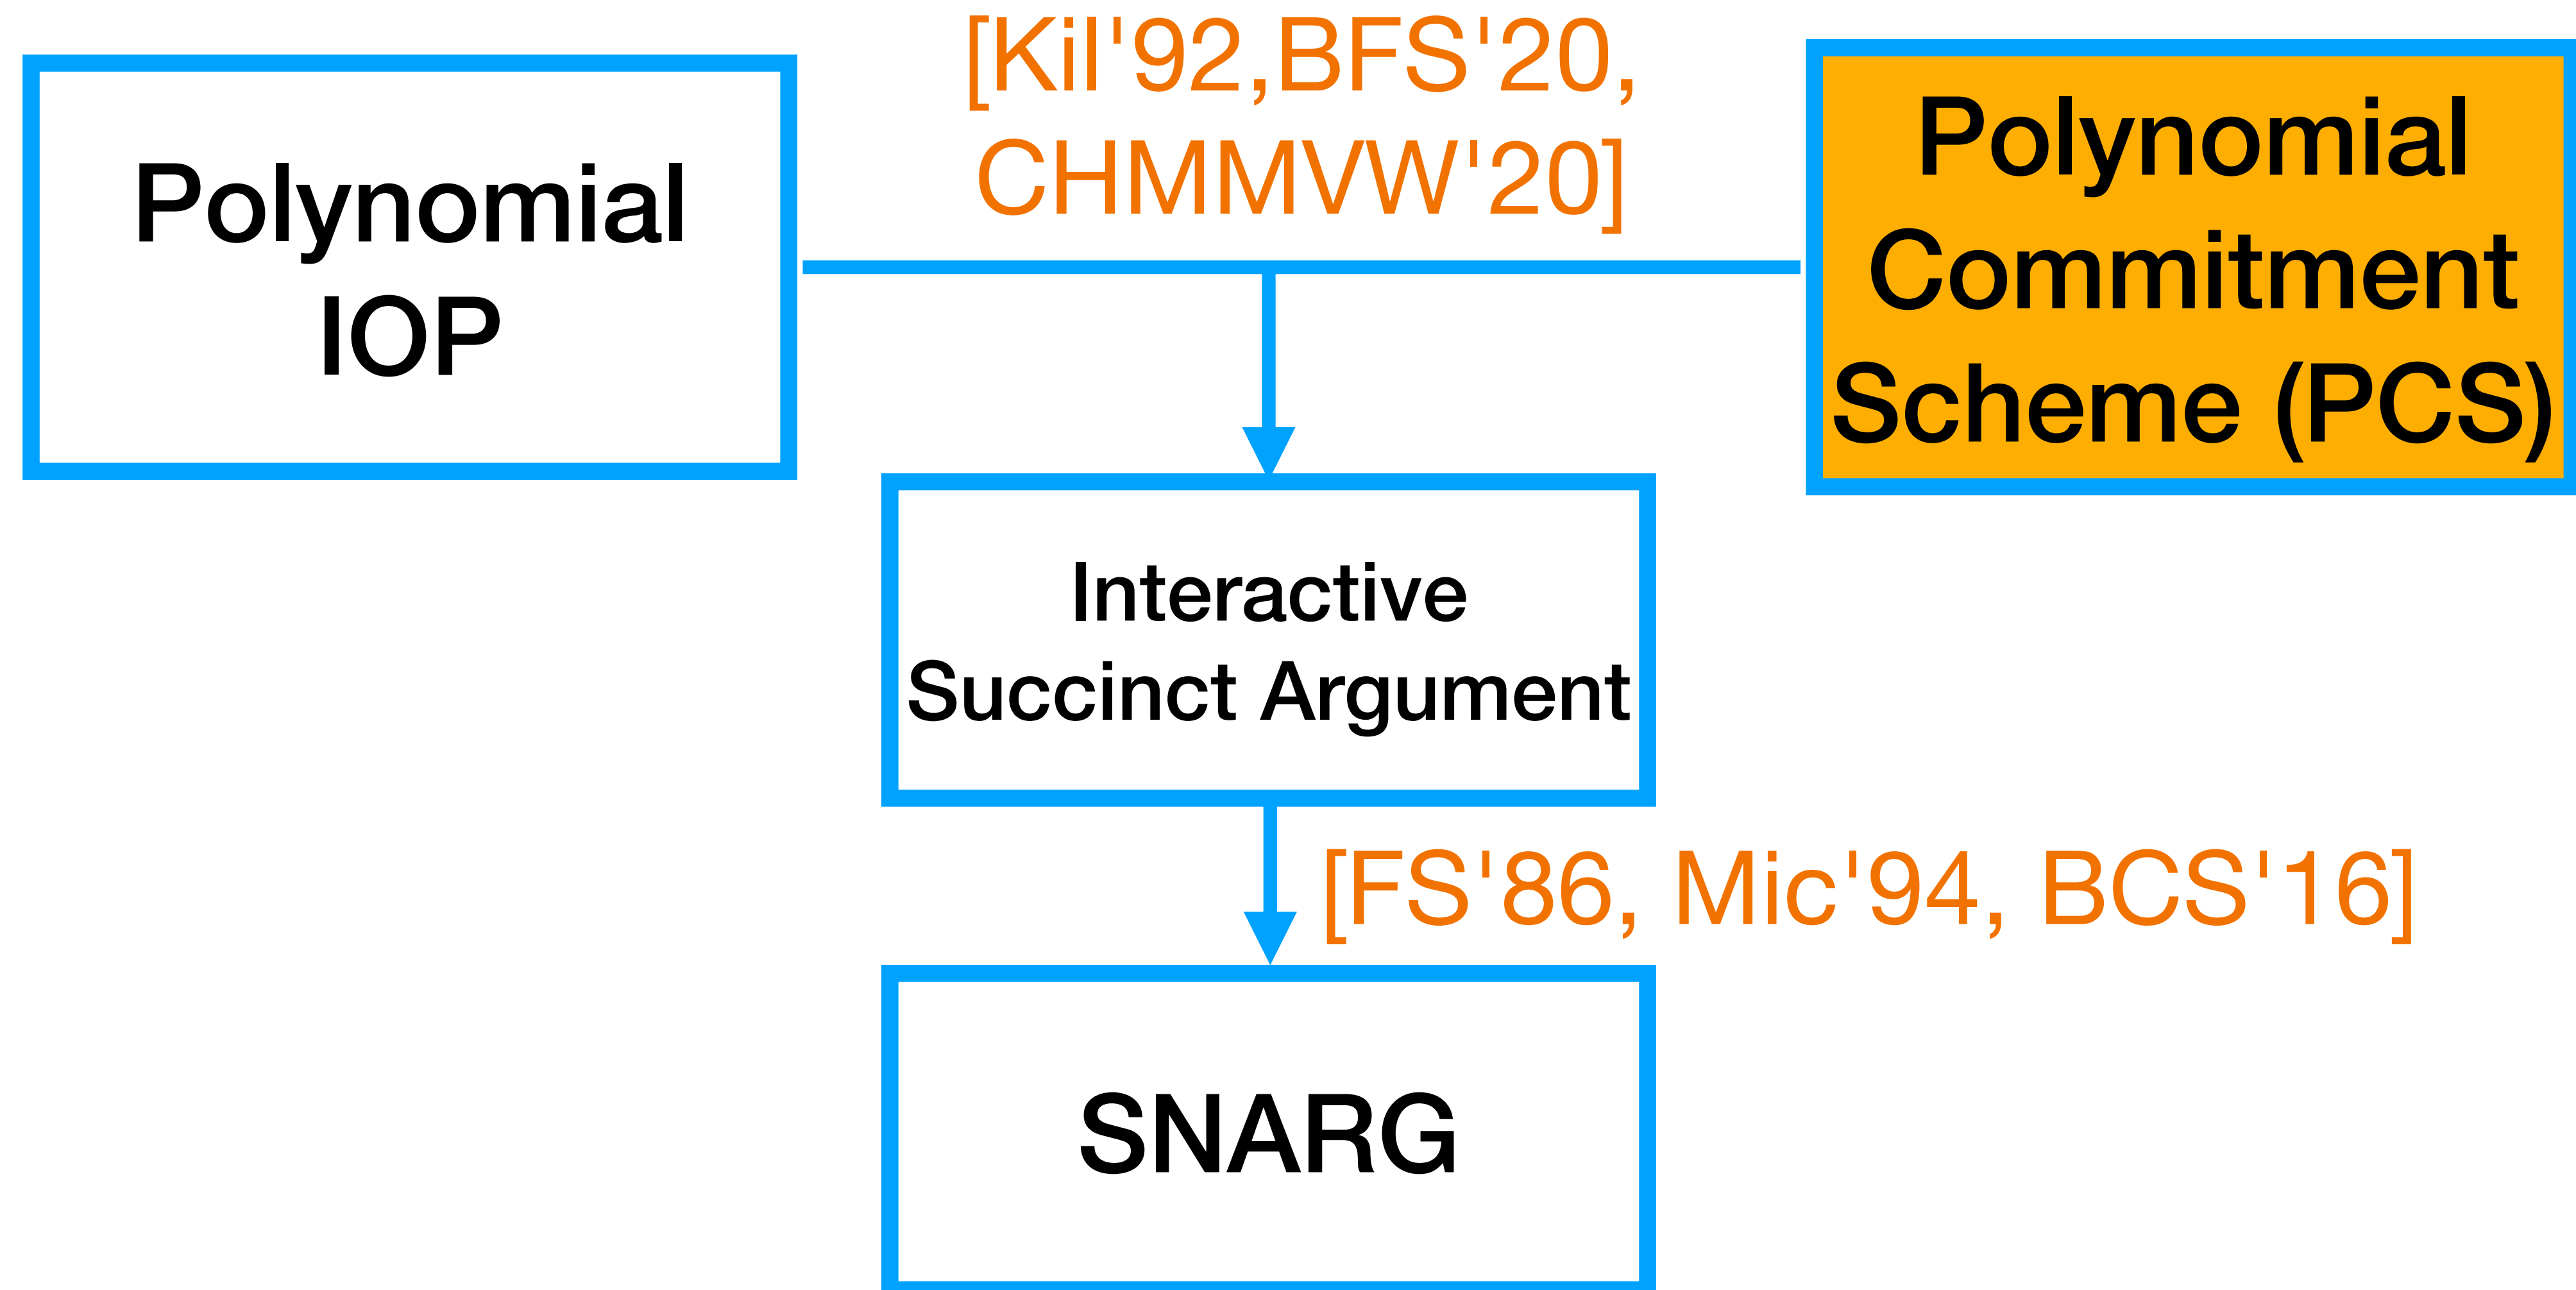 Polynomial
IOP
[Kil'92,BFS'20,
CHMMVW'20]
Polynomial
Commitment
Scheme (PCS)
Interactive
Succinct Argument
[FS'86, Mic'94, BCS'16]
SNARG